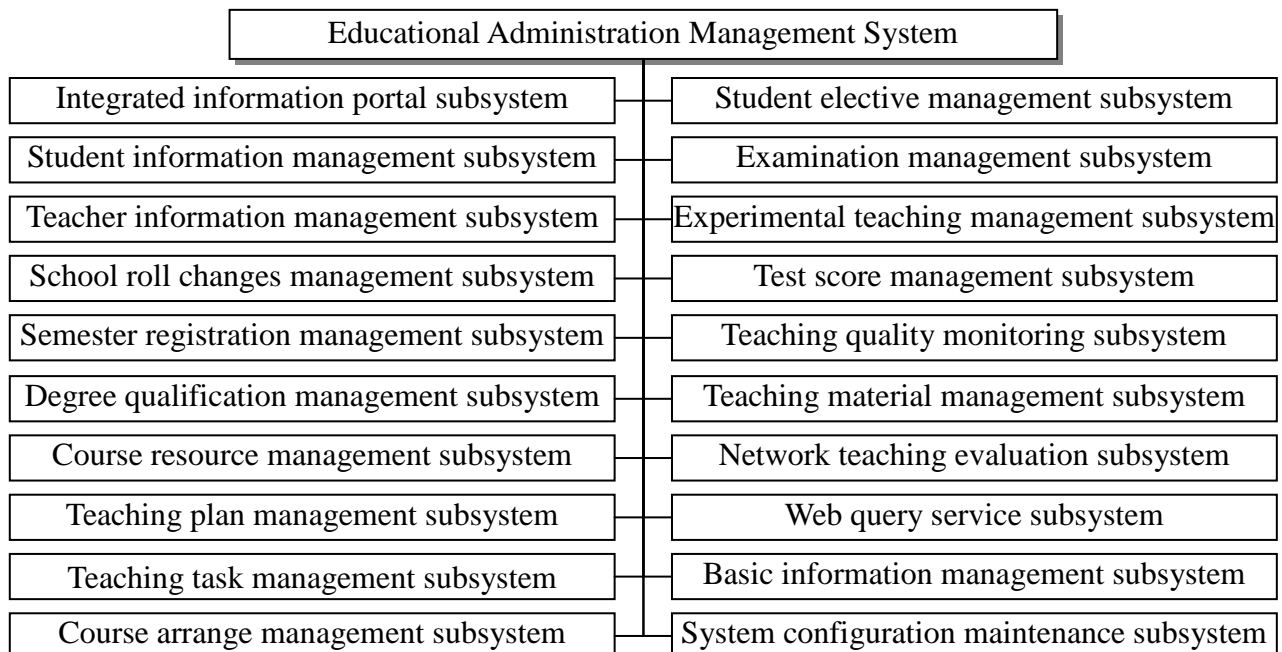 Educational Administration Management System
Integrated information portal subsystem
Student elective management subsystem
Student information management subsystem
Examination management subsystem
Teacher information management subsystem
Experimental teaching management subsystem
School roll changes management subsystem
Test score management subsystem
Semester registration management subsystem
Teaching quality monitoring subsystem
Degree qualification management subsystem
Teaching material management subsystem
Course resource management subsystem
Network teaching evaluation subsystem
Teaching plan management subsystem
Web query service subsystem
Teaching task management subsystem
Basic information management subsystem
Course arrange management subsystem
System configuration maintenance subsystem